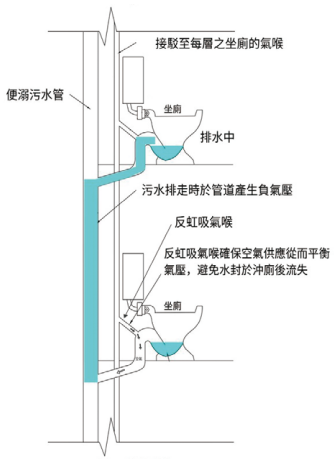 接駁至每層之坐廁的氣喉
便溺污水管
坐廁
排水中
污水排走時於管道產生負氣壓
反虹吸氣喉
反虹吸氣喉確保空氣供應從而平衡
氣壓，避免水封於沖廁後流失
坐廁